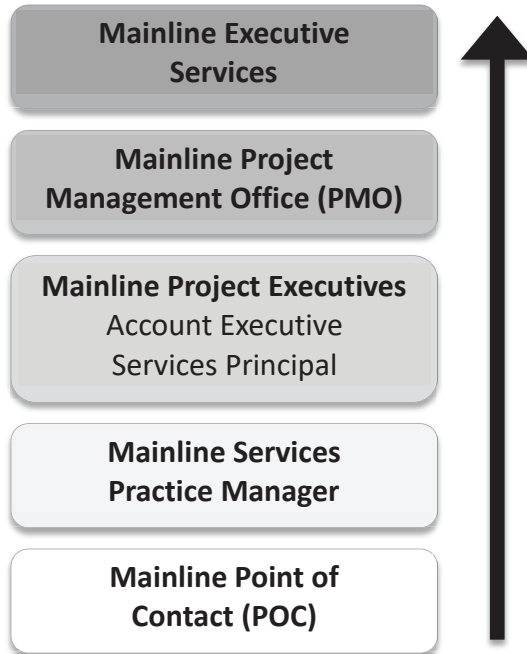 Mainline Executive
Services
Mainline Project
Management Office (PMO)
Mainline Project Executives
Account Executive
Services Principal
Mainline Services
Practice Manager
Mainline Point of
Contact (POC)